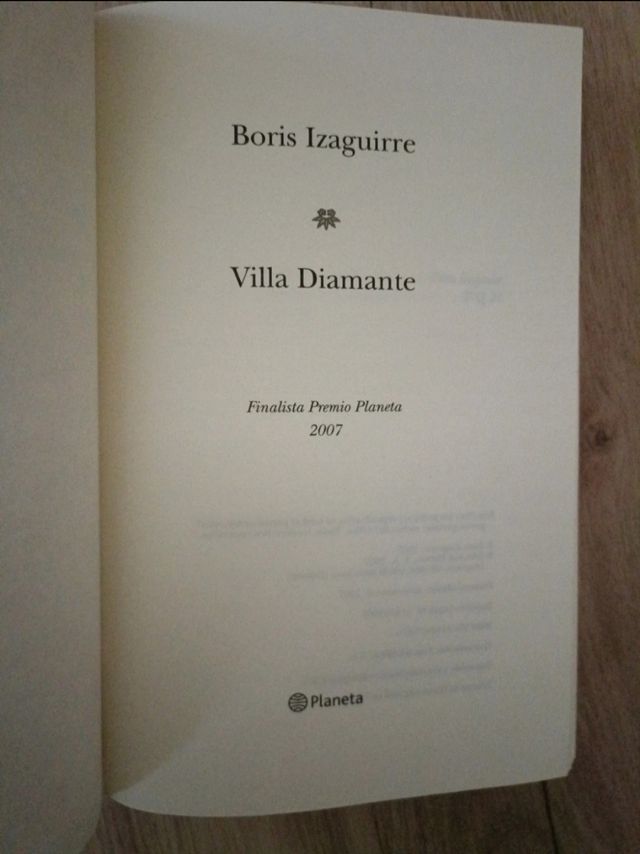 Boris Izaguirre
Villa Diamante
Finalista Premio Planeta
2007
Planeta